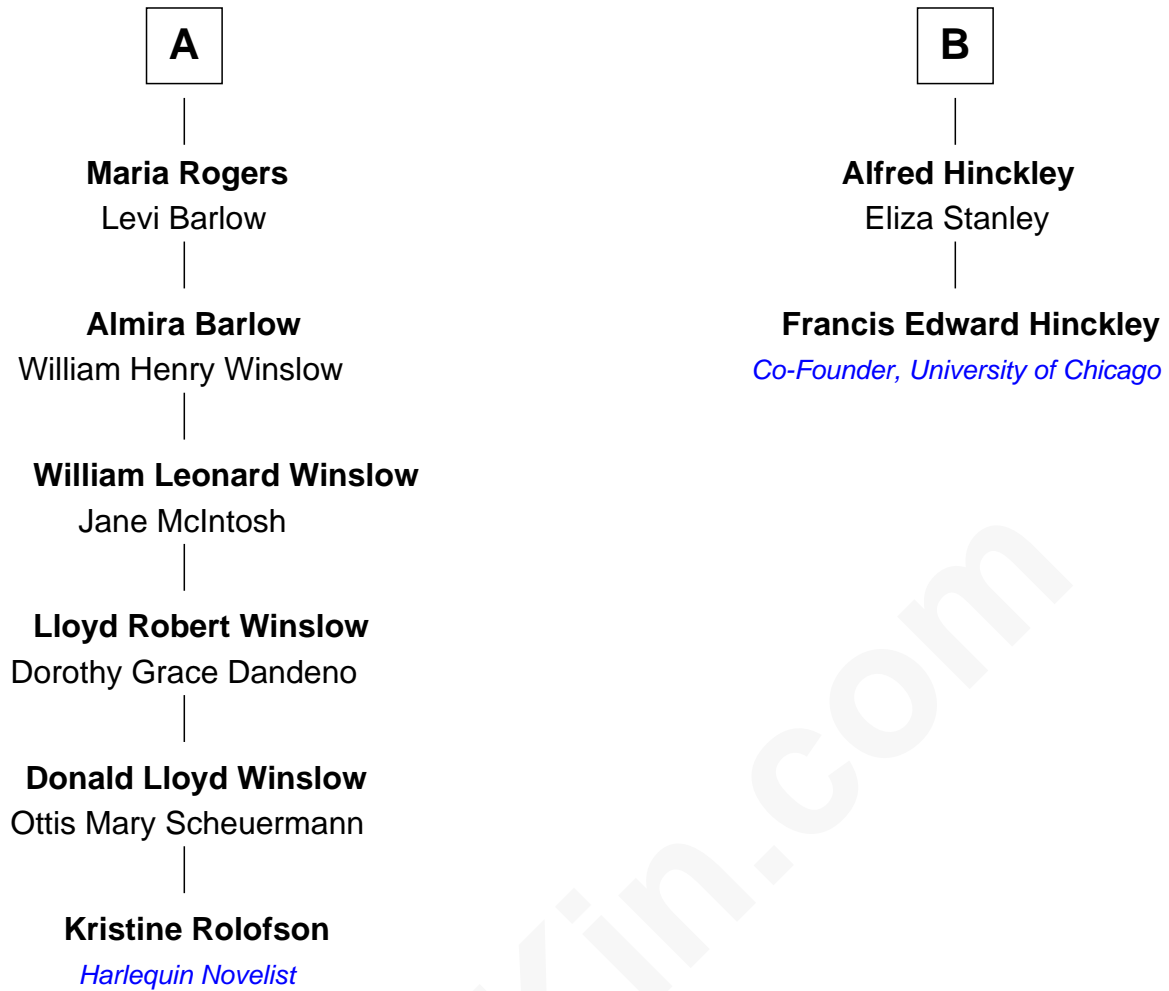 A
Maria Rogers
Levi Barlow
Almira Barlow
William Henry Winslow
William Leonard Winslow
Jane McIntosh
Lloyd Robert Winslow
Dorothy Grace Dandeno
Donald Lloyd Winslow
Ottis Mary Scheuermann
Kristine Rolofson
Harlequin Novelist
B
Alfred Hinckley
Eliza Stanley
Francis Edward Hinckley
Co-Founder, University of Chicago
Kin.com